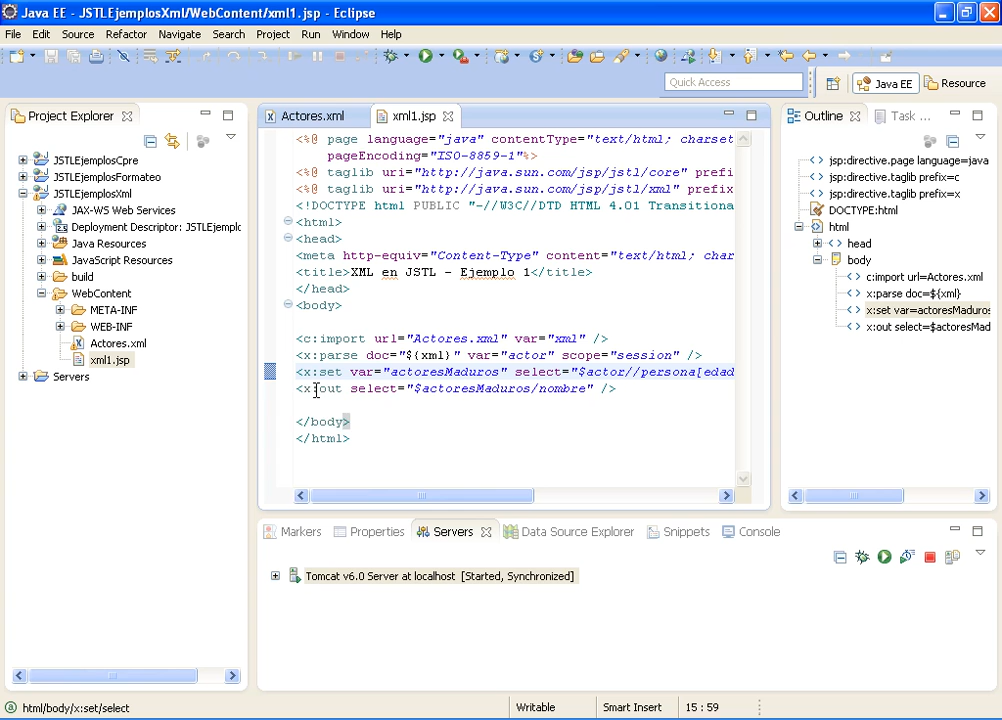 Java EE - JSTLEjemplosXml/WebContent/xml1.jsp - Eclipse
File Edit Source Refactor Navigate Search Project Run Window Help
Quick Access
Java EE
Resource
Project Explorer
JSTLEjemplosCpre
JSTLEjemplosFormateo
JSTLEjemplosXml
JAX-WS Web Services
Deployment Descriptor: JSTLEjemplc
Java Resources
JavaScript Resources
build
WebContent
META-INF
WEB-INF
Actores.xml
xml1.jsp
Servers
Actores.xml
xml1.jsp
<%@ page language="java" contentType="text/html; charset
pageEncoding="ISO-8859-1"%>
<%@ taglib uri="http://java.sun.com/jsp/jstl/core" prefi
<%@ taglib uri="http://java.sun.com/jsp/jstl/xml" prefix
<!DOCTYPE html PUBLIC "-//W3C//DTD HTML 4.01 Transitiona
<html>
<head>
<meta http-equiv="Content-Type" content="text/html; char
<title>XML en JSTL - Ejemplo 1</title>
</head>
<body>
<c:import url="Actores.xml" var="xml" />
<x:parse doc="${xml}" var="actor" scope="session" />
<x:set var="actoresMaduros" select="$actor//persona[edad
<x:out select="$actoresMaduros/nombre" />
</body>
</html>
Outline
Task ...
jsp:directive.page language=java
jsp:directive.taglib prefix=c
jsp:directive.taglib prefix=x
DOCTYPE:html
html
head
body
c:import url=Actores.xml
x:parse doc=${xml}
x:set var=actoresMaduros
x:out select=$actoresMad
Markers
Properties
Servers
Data Source Explorer
Snippets
Console
Tomcat v6.0 Server at localhost [Started, Synchronized]
html/body/x:set/select
Writable
Smart Insert
15 : 59